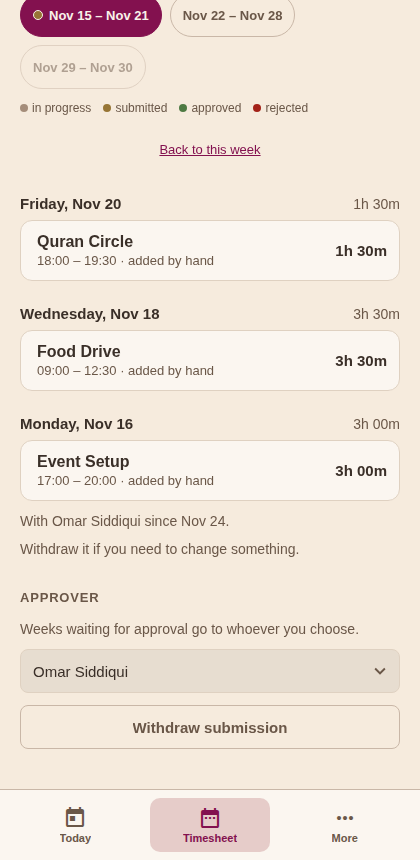 Nov 15 – Nov 21
Nov 22 – Nov 28
Nov 29 – Nov 30
in progress
submitted
approved
rejected
Back to this week
Friday, Nov 20
1h 30m
Quran Circle
18:00 – 19:30 · added by hand
1h 30m
Wednesday, Nov 18
3h 30m
Food Drive
09:00 – 12:30 · added by hand
3h 30m
Monday, Nov 16
3h 00m
Event Setup
17:00 – 20:00 · added by hand
3h 00m
With Omar Siddiqui since Nov 24.
Withdraw it if you need to change something.
APPROVER
Weeks waiting for approval go to whoever you choose.
Omar Siddiqui
Withdraw submission
Today
Timesheet
More